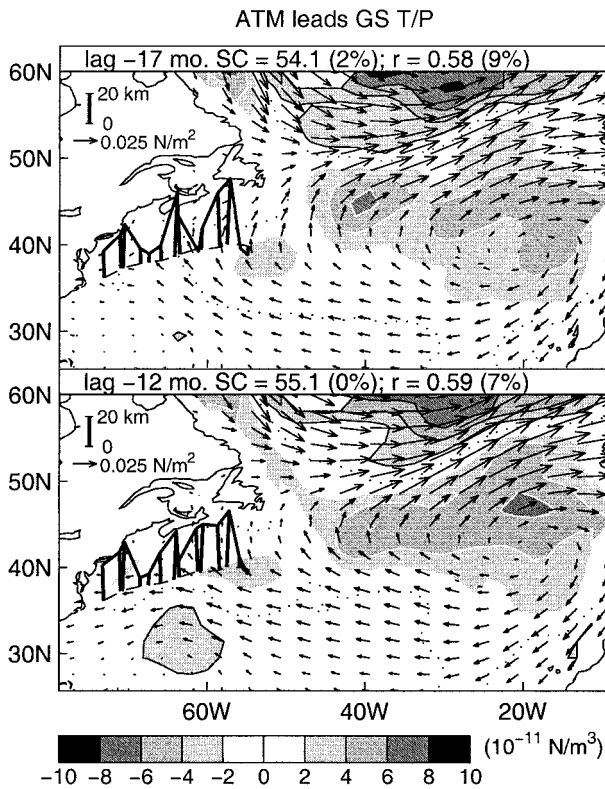 ATM leads GS T/P
lag -17 mo. SC = 54.1 (2%); r = 0.58 (9%)
60N
20 km
0
0.025 N/m²
50N
40N
30N
lag -12 mo. SC = 55.1 (0%); r = 0.59 (7%)
60N
20 km
0
0.025 N/m²
50N
40N
30N
60W 40W 20W
(10⁻¹¹ N/m³)
-10 -8 -6 -4 -2 0 2 4 6 8 10